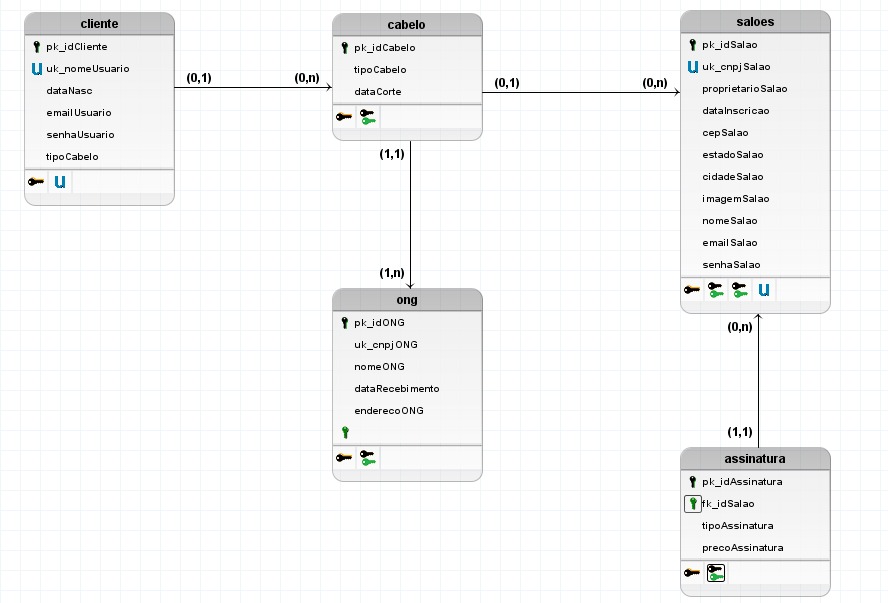 cliente
pk_idCliente
uk_nomeUsuario
dataNasc
emailUsuario
senhaUsuario
tipoCabelo
(0,1)
(0,n)
cabelo
pk_idCabelo
tipoCabelo
dataCorte
(0,1)
(0,n)
saloes
pk_idSalao
uk_cnpjSalao
proprietarioSalao
dataInscricao
cepSalao
estadoSalao
cidadeSalao
imagemSalao
nomeSalao
emailSalao
senhaSalao
(1,1)
(1,n)
ong
pk_idONG
uk_cnpjONG
nomeONG
dataRecebimento
enderecoONG
(0,n)
(1,1)
assinatura
pk_idAssinatura
fk_idSalao
tipoAssinatura
precoAssinatura